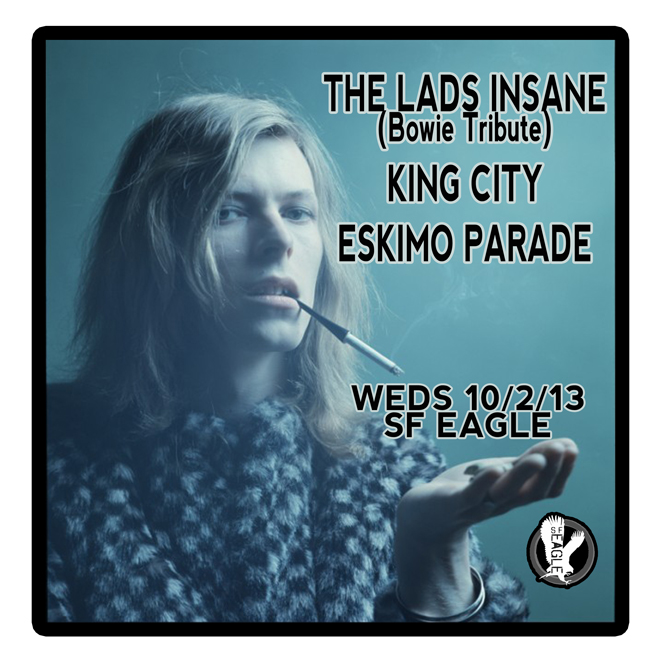 THE LADS INSANE
(Bowie Tribute)
KING CITY
ESKIMO PARADE
WEDS 10/2/13
SF EAGLE
SF
EAGLE